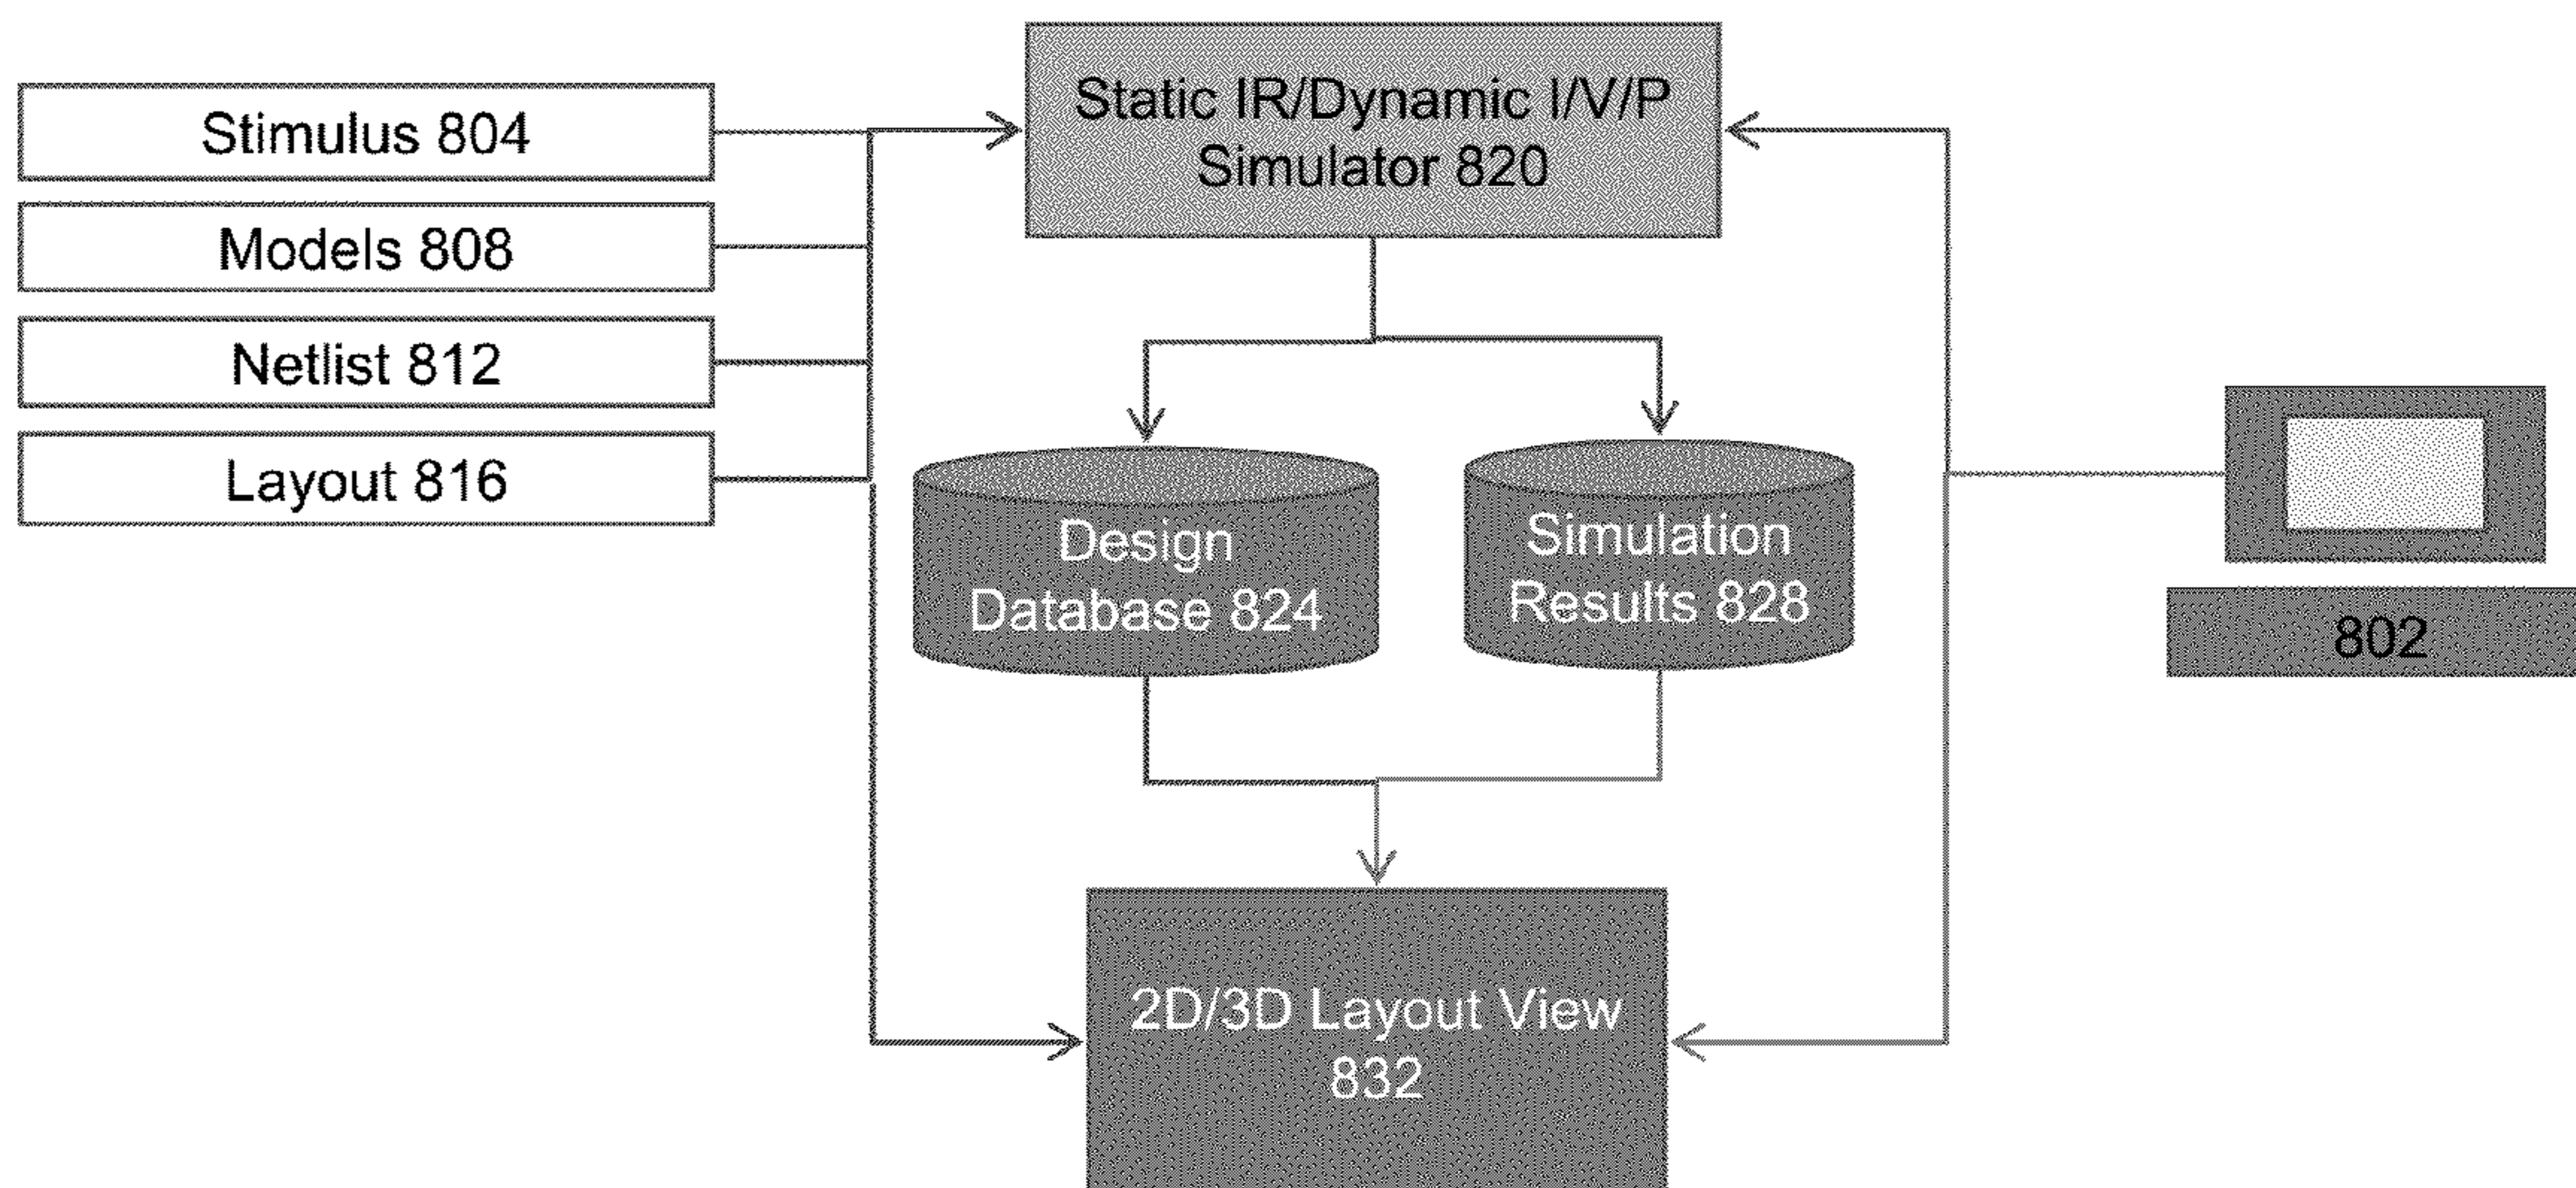 Stimulus 804
Models 808
Netlist 812
Layout 816
Static IR/Dynamic I/V/P
Simulator 820
Design
Database 824
Simulation
Results 828
802
2D/3D Layout View
832